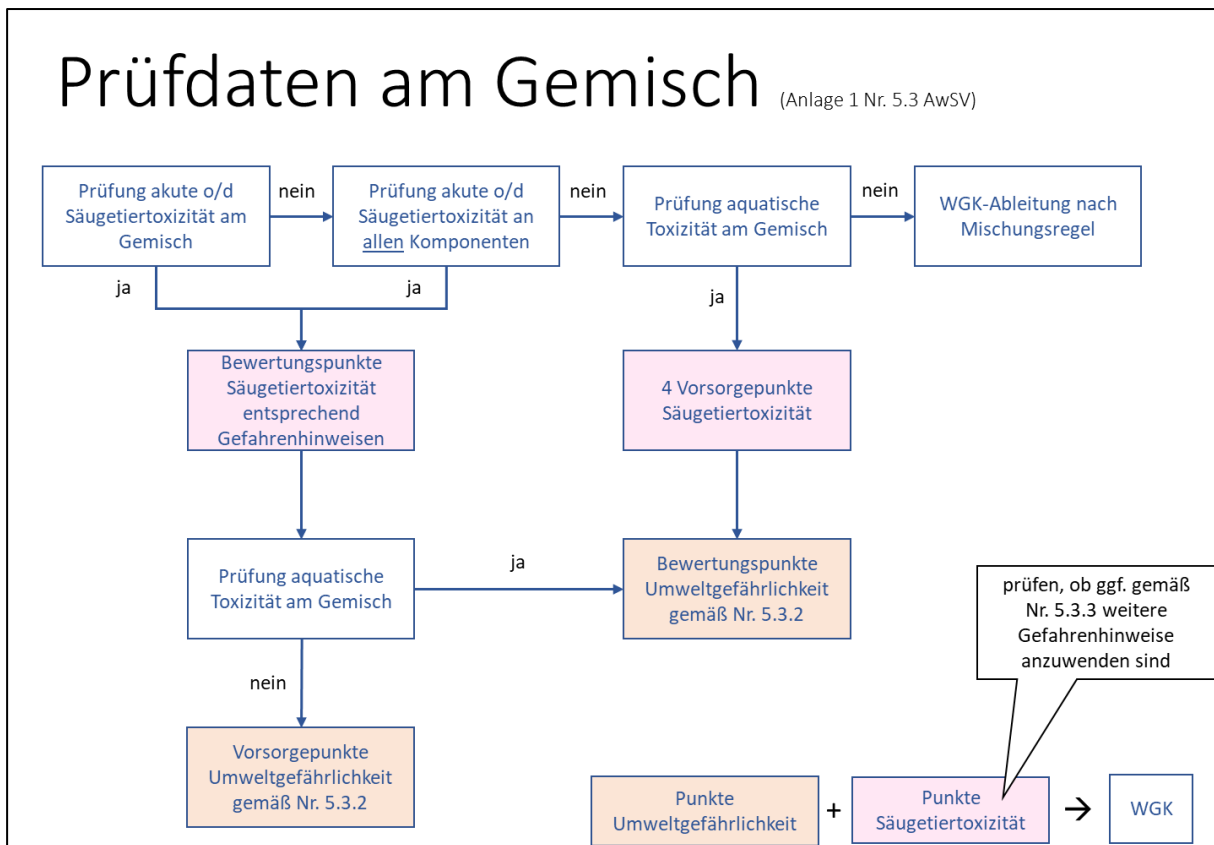 Prüfdaten am Gemisch (Anlage 1 Nr. 5.3 AwSV)
Prüfung akute o/d
Säugetiertoxizität am
Gemisch
nein
Prüfung akute o/d
Säugetiertoxizität an
allen Komponenten
nein
Prüfung aquatische
Toxizität am Gemisch
nein
WGK-Ableitung nach
Mischungsregel
ja
ja
ja
Bewertungspunkte
Säugetiertoxizität
entsprechend
Gefahrenhinweisen
4 Vorsorgepunkte
Säugetiertoxizität
Prüfung aquatische
Toxizität am Gemisch
ja
Bewertungspunkte
Umweltgefährlichkeit
gemäß Nr. 5.3.2
prüfen, ob ggf. gemäß
Nr. 5.3.3 weitere
Gefahrenhinweise
anzuwenden sind
nein
Vorsorgepunkte
Umweltgefährlichkeit
gemäß Nr. 5.3.2
Punkte
Umweltgefährlichkeit
+
Punkte
Säugetiertoxizität
→
WGK